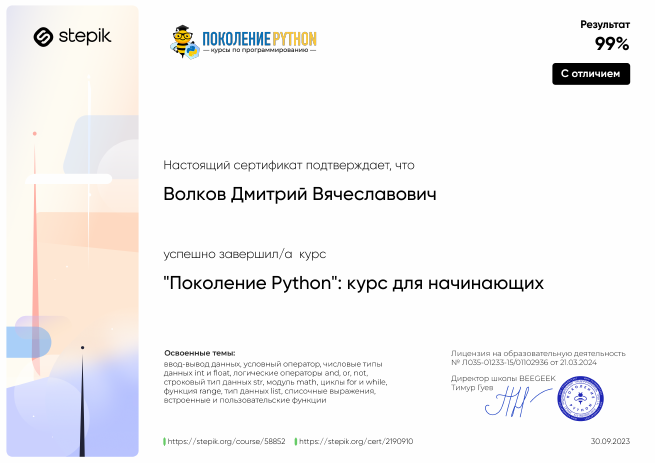 stepik
ПОКОЛЕНИЕ PYTHON
— курсы по программированию —
Результат
99%
С отличием
Настоящий сертификат подтверждает, что
Волков Дмитрий Вячеславович
успешно завершил/а курс
"Поколение Python": курс для начинающих
Освоенные темы:
ввод-вывод данных, условный оператор, числовые типы
данных int и float, логические операторы and, or, not,
строковый тип данных str, модуль math, циклы for и while,
функция range, тип данных list, списочные выражения,
встроенные и пользовательские функции
Лицензия на образовательную деятельность
№ Л035-01233-15/01102936 от 21.03.2024
Директор школы BEEGEEK
Тимур Гуев
https://stepik.org/course/58852
https://stepik.org/cert/2190910
30.09.2023